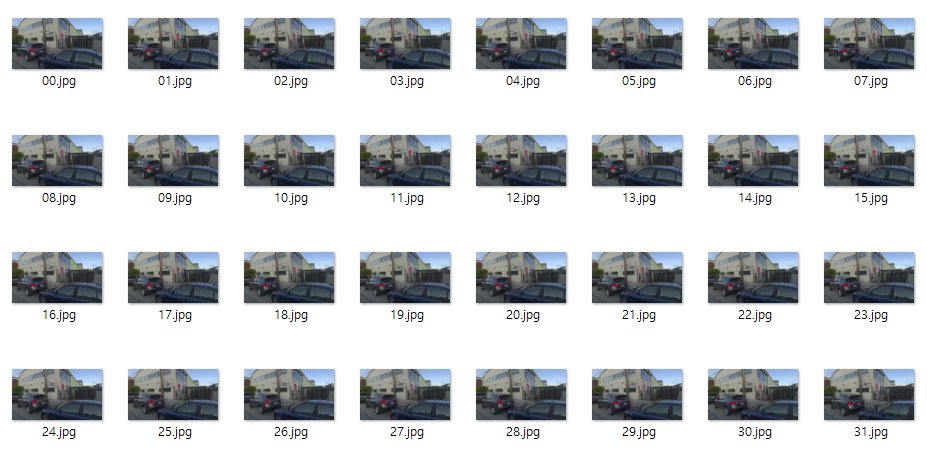 00.jpg 01.jpg 02.jpg 03.jpg 04.jpg 05.jpg 06.jpg 07.jpg
08.jpg 09.jpg 10.jpg 11.jpg 12.jpg 13.jpg 14.jpg 15.jpg
16.jpg 17.jpg 18.jpg 19.jpg 20.jpg 21.jpg 22.jpg 23.jpg
24.jpg 25.jpg 26.jpg 27.jpg 28.jpg 29.jpg 30.jpg 31.jpg